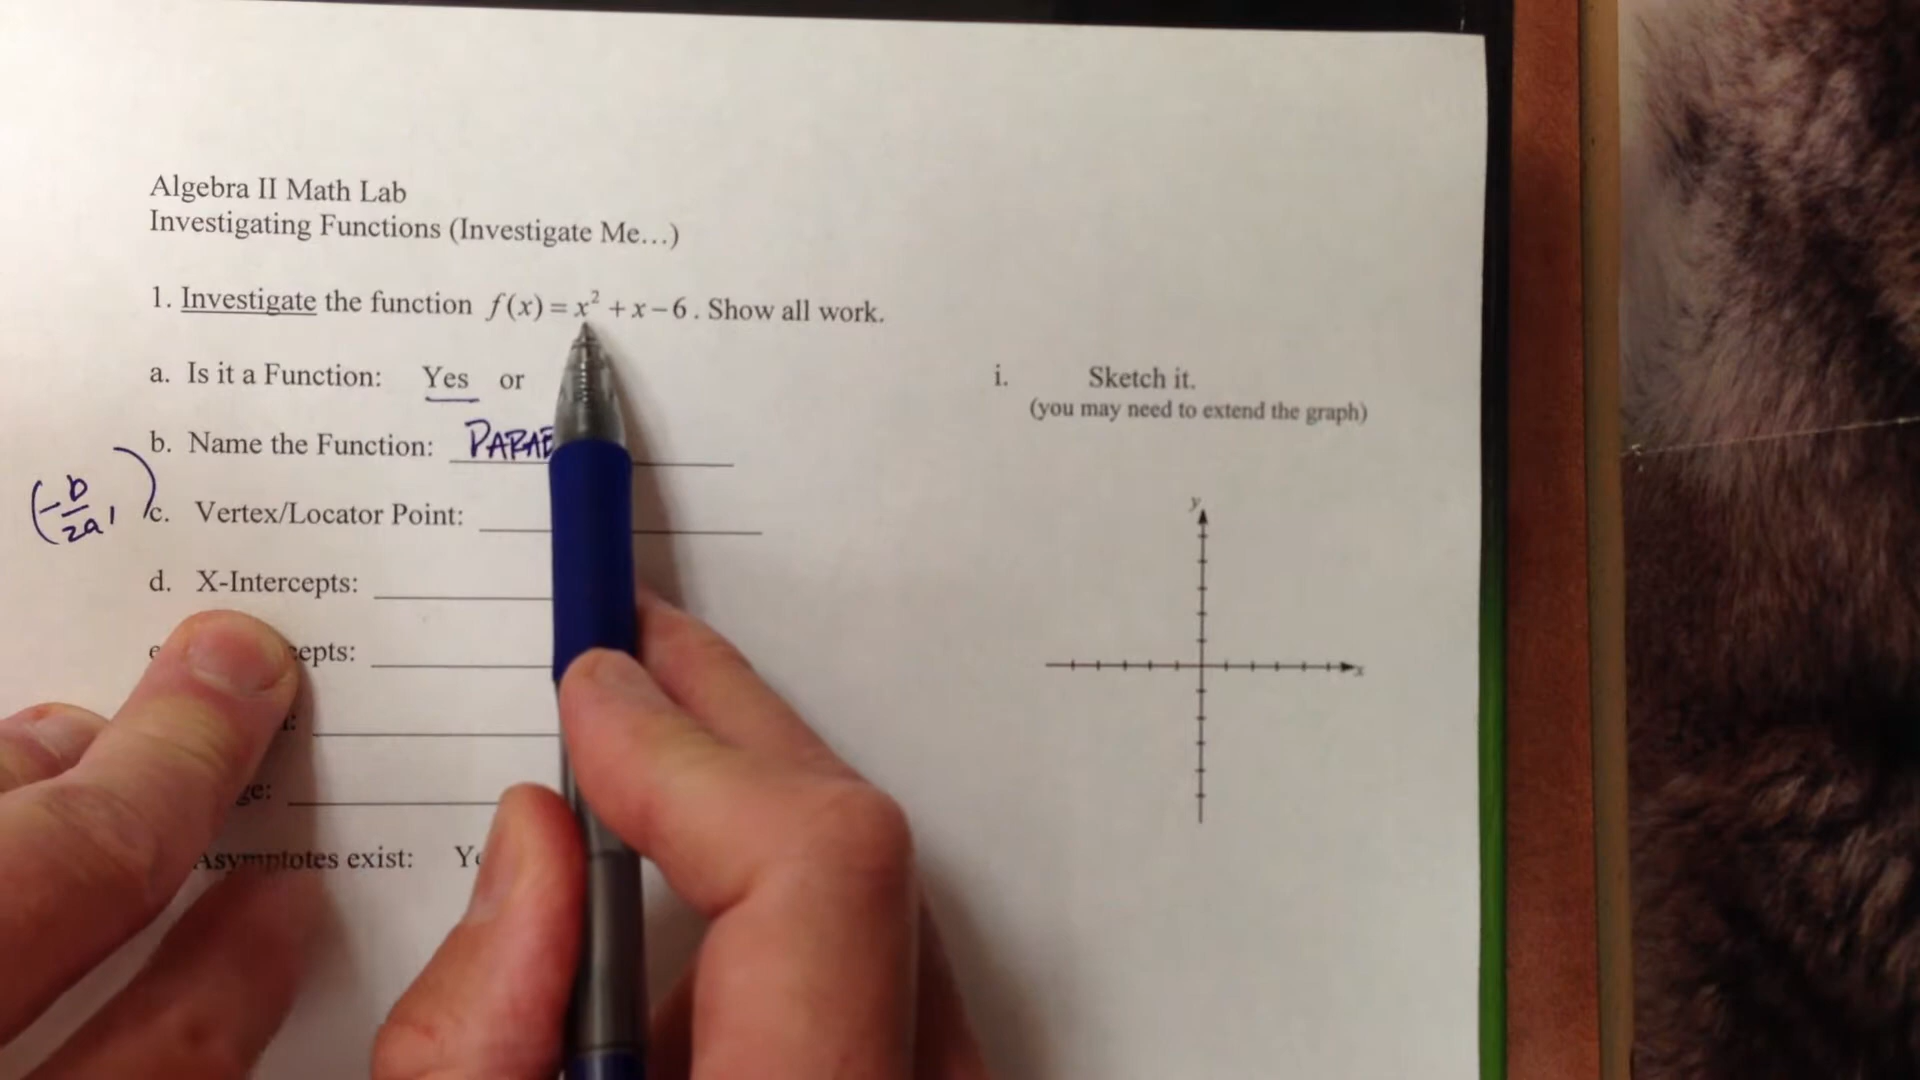 Algebra II Math Lab
Investigating Functions (Investigate Me...)
1. Investigate the function f(x) = x² + x − 6. Show all work.
a. Is it a Function: Yes or
b. Name the Function: PARAB
(-b/2a,
c. Vertex/Locator Point:
d. X-Intercepts:
epts:
ge:
Asymptotes exist:
i. Sketch it.
(you may need to extend the graph)
y
x